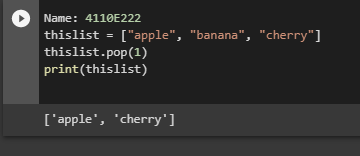 Name: 4110E222
thislist = ["apple", "banana", "cherry"]
thislist.pop(1)
print(thislist)
['apple', 'cherry']